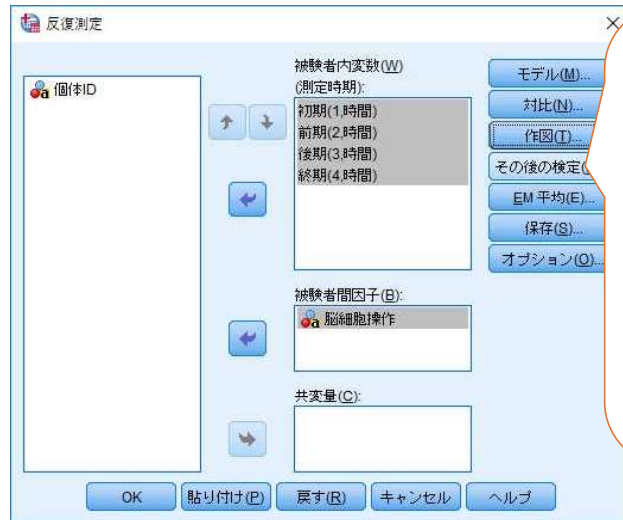 反復測定
個体ID
被験者内変数(W)
(測定時期):
初期(1,時間)
前期(2,時間)
後期(3,時間)
終期(4,時間)
被験者間因子(B):
脳細胞操作
共変量(C):
モデル(M)...
対比(N)...
作図(T)...
その後の検定(
EM 平均(E)...
保存(S)...
オプション(O)...
OK
貼り付け(P)
戻す(R)
キャンセル
ヘルプ